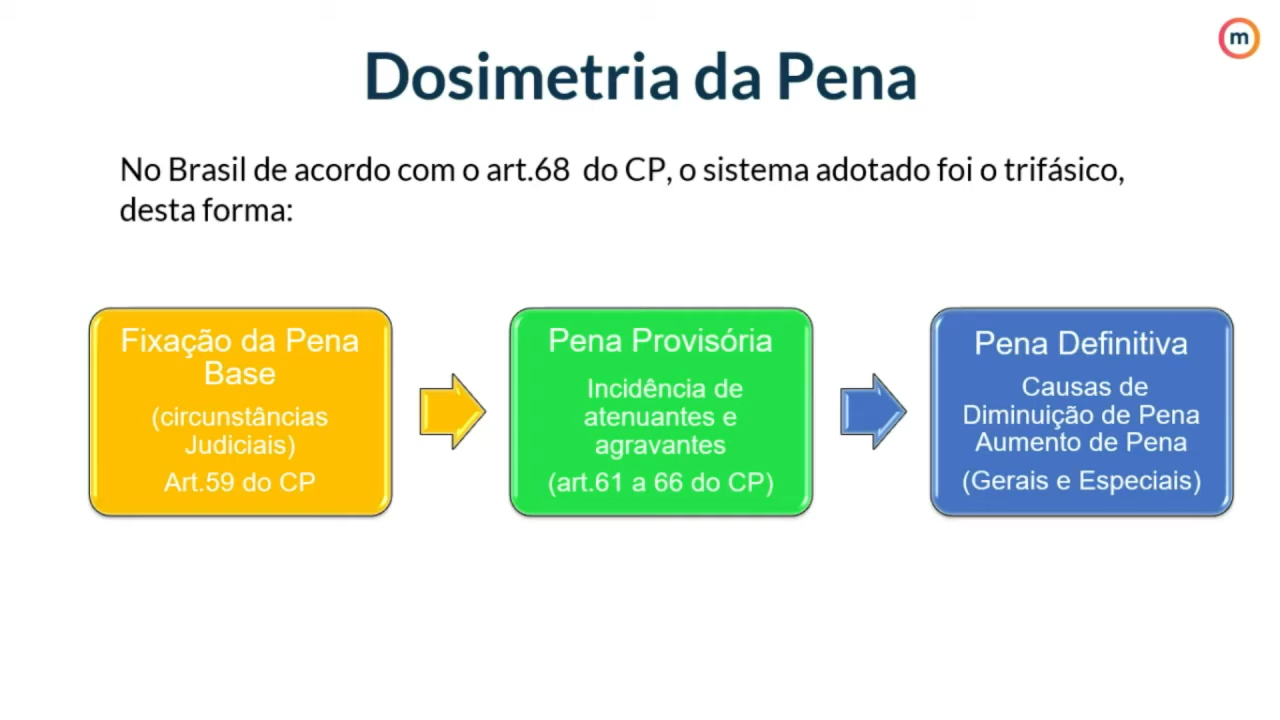 m
Dosimetria da Pena
No Brasil de acordo com o art.68 do CP, o sistema adotado foi o trifásico,
desta forma:
Fixação da Pena
Base
(circunstâncias
Judiciais)
Art.59 do CP
Pena Provisória
Incidência de
atenuantes e
agravantes
(art.61 a 66 do CP)
Pena Definitiva
Causas de
Diminuição de Pena
Aumento de Pena
(Gerais e Especiais)